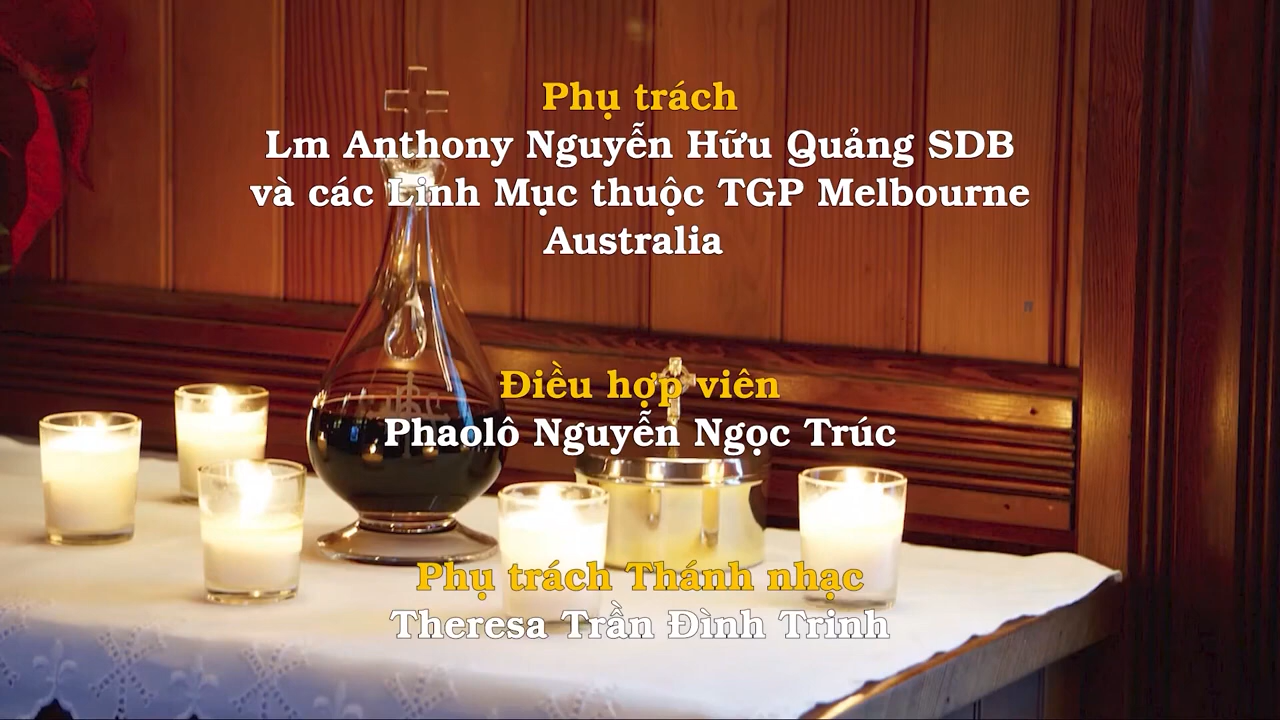 Phụ trách
Lm Anthony Nguyễn Hữu Quảng SDB
và các Linh Mục thuộc TGP Melbourne
Australia
Điều hợp viên
Phaolô Nguyễn Ngọc Trúc
Phụ trách Thánh nhạc
Theresa Trần Đình Trinh